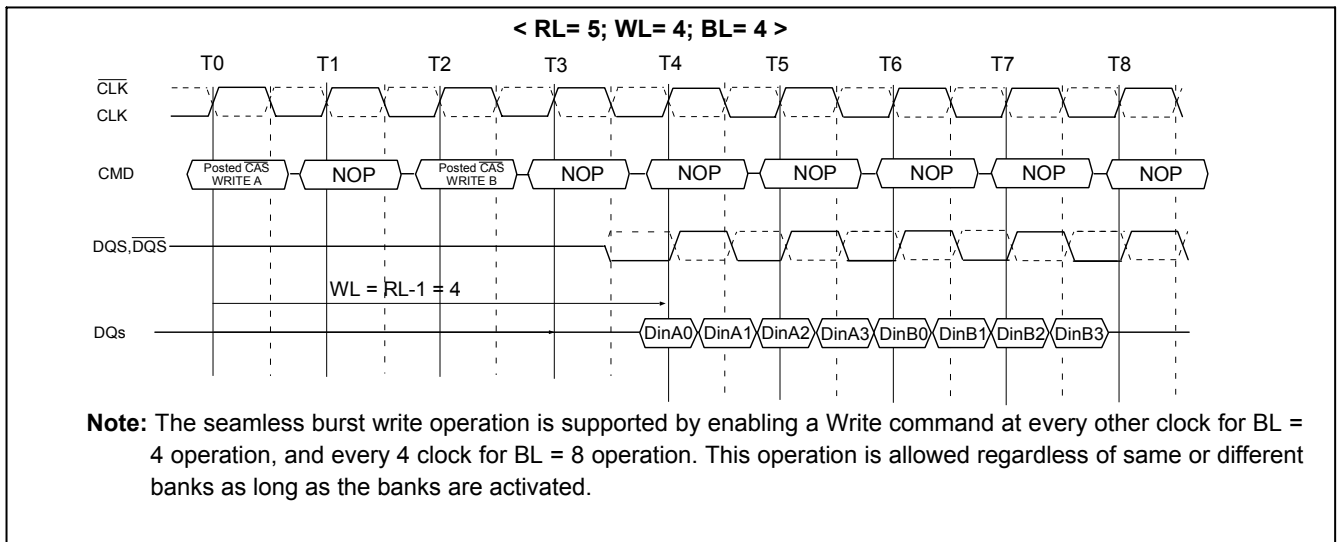 < RL= 5; WL= 4; BL= 4 >
T0 T1 T2 T3 T4 T5 T6 T7 T8
CLK
CLK
CMD
Posted CAS
WRITE A
NOP
Posted CAS
WRITE B
NOP
NOP
NOP
NOP
NOP
NOP
DQS,DQS
WL = RL-1 = 4
DQs
DinA0 DinA1 DinA2 DinA3 DinB0 DinB1 DinB2 DinB3
Note: The seamless burst write operation is supported by enabling a Write command at every other clock for BL =
4 operation, and every 4 clock for BL = 8 operation. This operation is allowed regardless of same or different
banks as long as the banks are activated.